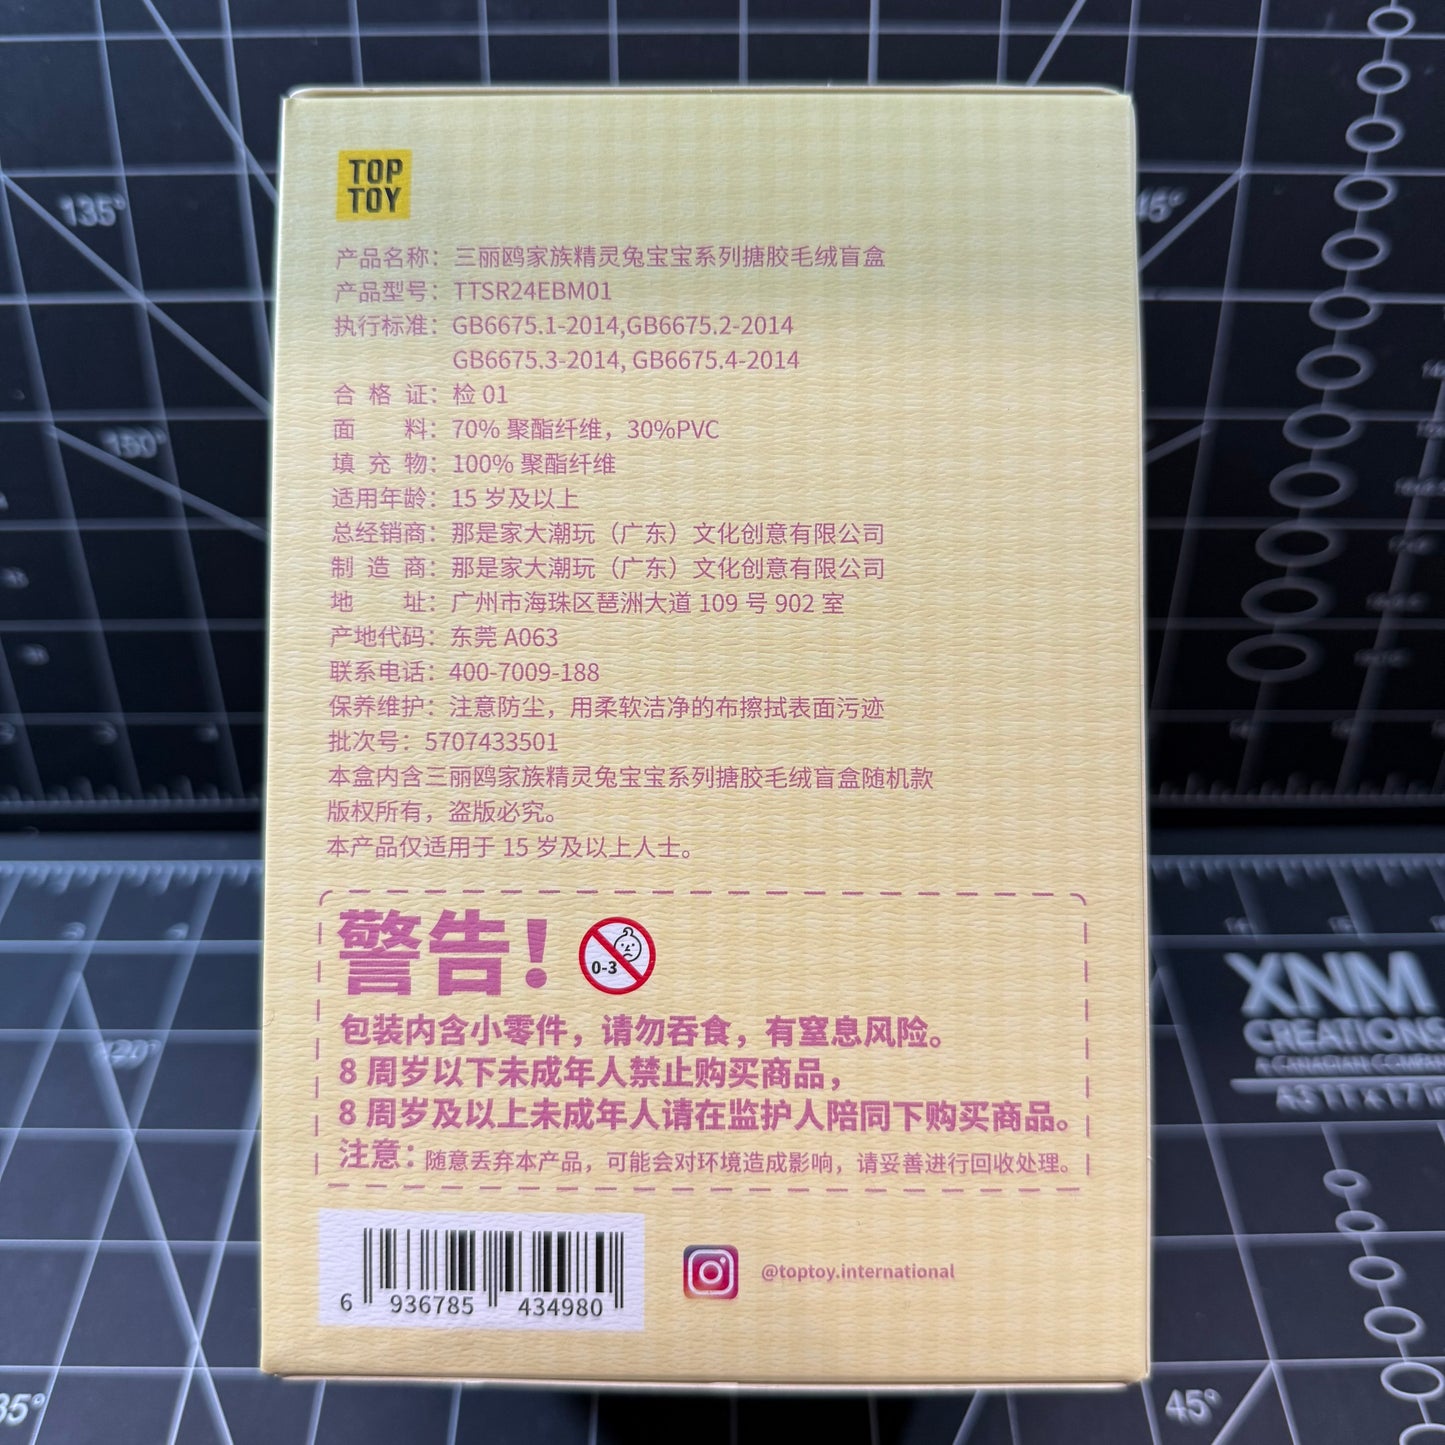 TOP
TOY
产品名称：三丽鸥家族精灵兔宝宝系列搪胶毛绒盲盒
产品型号：TTSR24EBM01
执行标准：GB6675.1-2014,GB6675.2-2014
GB6675.3-2014, GB6675.4-2014
合格证：检 01
面料：70% 聚酯纤维，30%PVC
填充物：100% 聚酯纤维
适用年龄：15 岁及以上
总经销商：那是家大潮玩（广东）文化创意有限公司
制造商：那是家大潮玩（广东）文化创意有限公司
地址：广州市海珠区琶洲大道 109 号 902 室
产地代码：东莞 A063
联系电话：400-7009-188
保养维护：注意防尘，用柔软洁净的布擦拭表面污迹
批次号：5707433501
本盒内含三丽鸥家族精灵兔宝宝系列搪胶毛绒盲盒随机款
版权所有，盗版必究。
本产品仅适用于 15 岁及以上人士。
警告！
0-3
包装内含小零件，请勿吞食，有窒息风险。
8 周岁以下未成年人禁止购买商品，
8 周岁及以上未成年人请在监护人陪同下购买商品。
注意：随意丢弃本产品，可能会对环境造成影响，请妥善进行回收处理。
6 936785 434980
@toptoy.international
135°
45°
150°
120°
XNM
CREATIONS
A CANADIAN COMPANY
45°